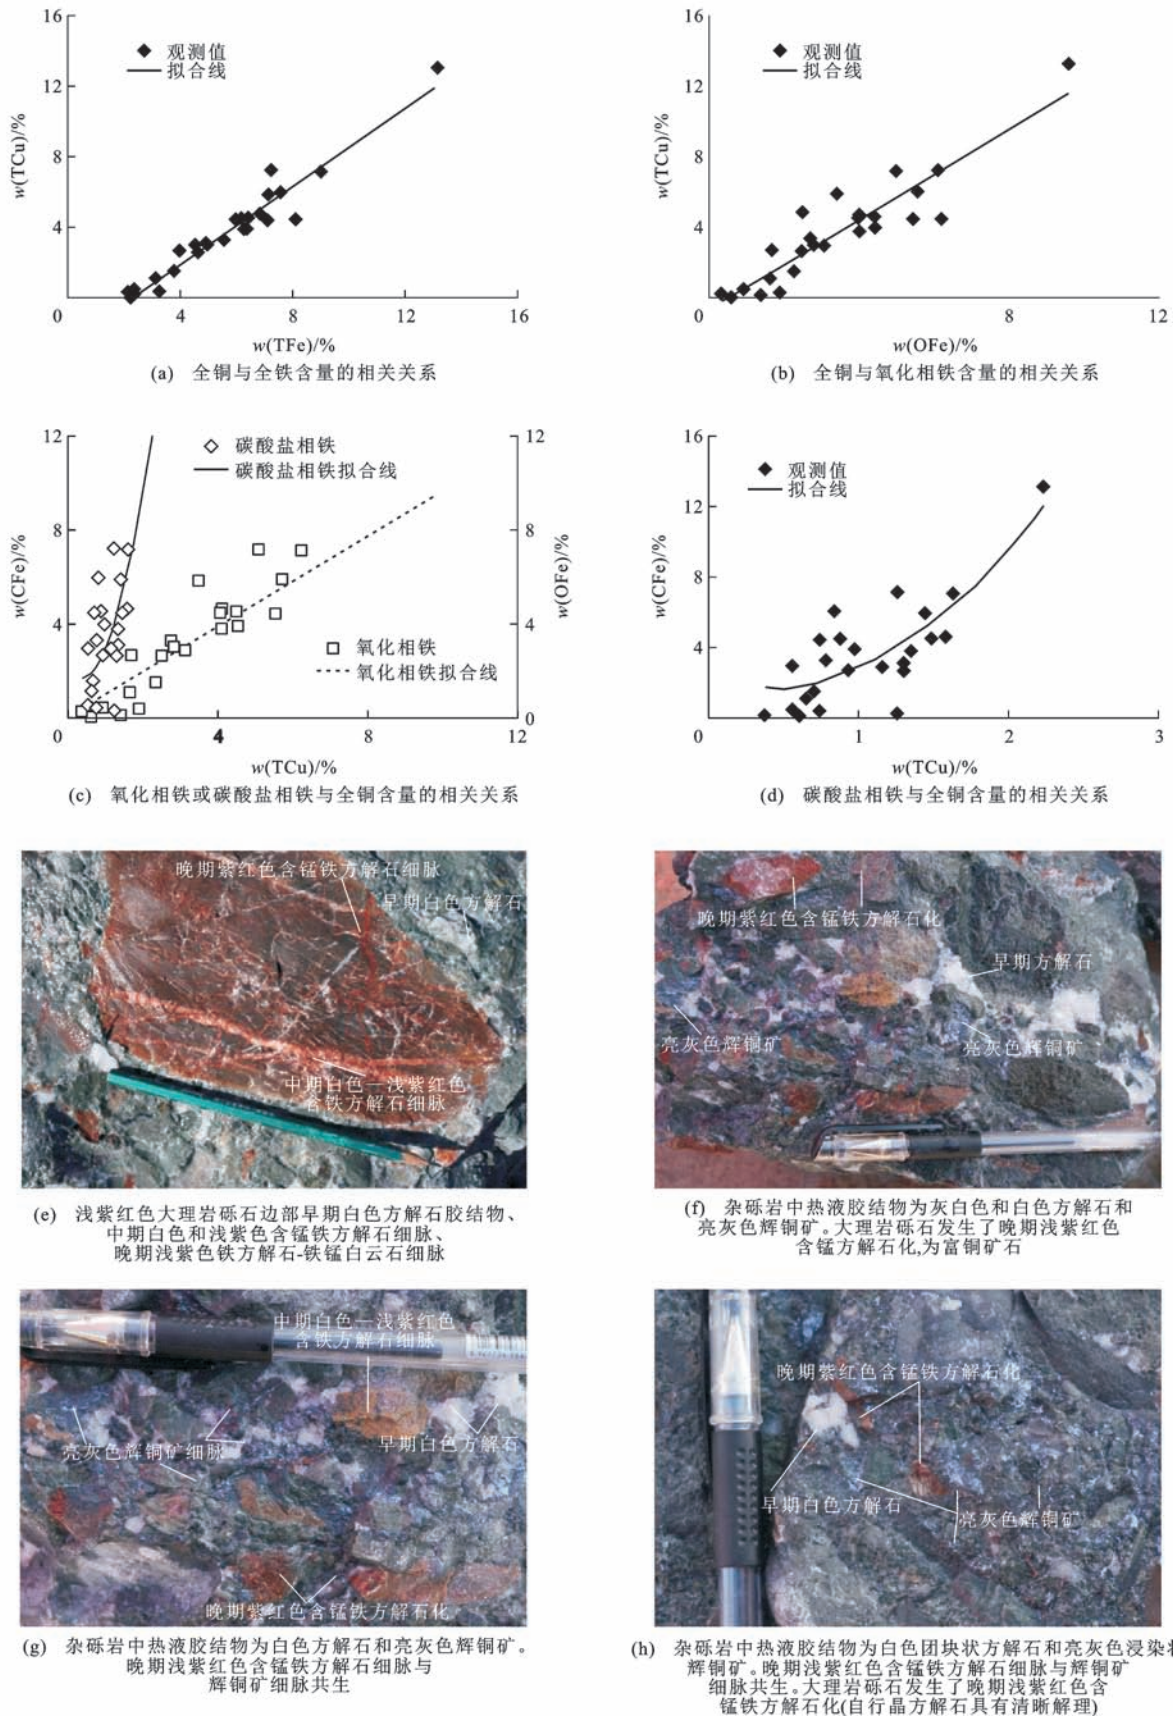 16
12
8
4
0
4
8
12
16
w(TCu)/%
w(TFe)/%
观测值
拟合线
(a) 全铜与全铁含量的相关关系
16
12
8
4
0
8
12
w(TCu)/%
w(OFe)/%
观测值
拟合线
(b) 全铜与氧化相铁含量的相关关系
12
8
4
0
4
8
12
12
8
4
0
w(CFe)/%
w(OFe)/%
w(TCu)/%
碳酸盐相铁
碳酸盐相铁拟合线
氧化相铁
氧化相铁拟合线
(c) 氧化相铁或碳酸盐相铁与全铜含量的相关关系
16
12
8
4
0
0
1
2
3
w(CFe)/%
w(TCu)/%
观测值
拟合线
(d) 碳酸盐相铁与全铜含量的相关关系
晚期紫红色含锰铁方解石细脉
早期白色方解石
中期白色—浅紫红色
含铁方解石细脉
(e) 浅紫红色大理岩砾石边部早期白色方解石胶结物、
中期白色和浅紫色含锰铁方解石细脉、
晚期浅紫色铁方解石-铁锰白云石细脉
晚期紫红色含锰铁方解石化
早期方解石
亮灰色辉铜矿
亮灰色辉铜矿
(f) 杂砾岩中热液胶结物为灰白色和白色方解石和
亮灰色辉铜矿。大理岩砾石发生了晚期浅紫红色
含锰方解石化,为富铜矿石
中期白色—浅紫红色
含铁方解石细脉
亮灰色辉铜矿细脉
早期白色方解石
晚期紫红色含锰铁方解石化
(g) 杂砾岩中热液胶结物为白色方解石和亮灰色辉铜矿。
晚期浅紫红色含锰铁方解石细脉与
辉铜矿细脉共生
晚期紫红色含锰铁方解石化
早期白色方解石
亮灰色辉铜矿
(h) 杂砾岩中热液胶结物为白色团块状方解石和亮灰色浸染
辉铜矿。晚期浅紫红色含锰铁方解石细脉与辉铜矿
细脉共生。大理岩砾石发生了晚期浅紫红色含
锰铁方解石化(自行晶方解石具有清晰解理)